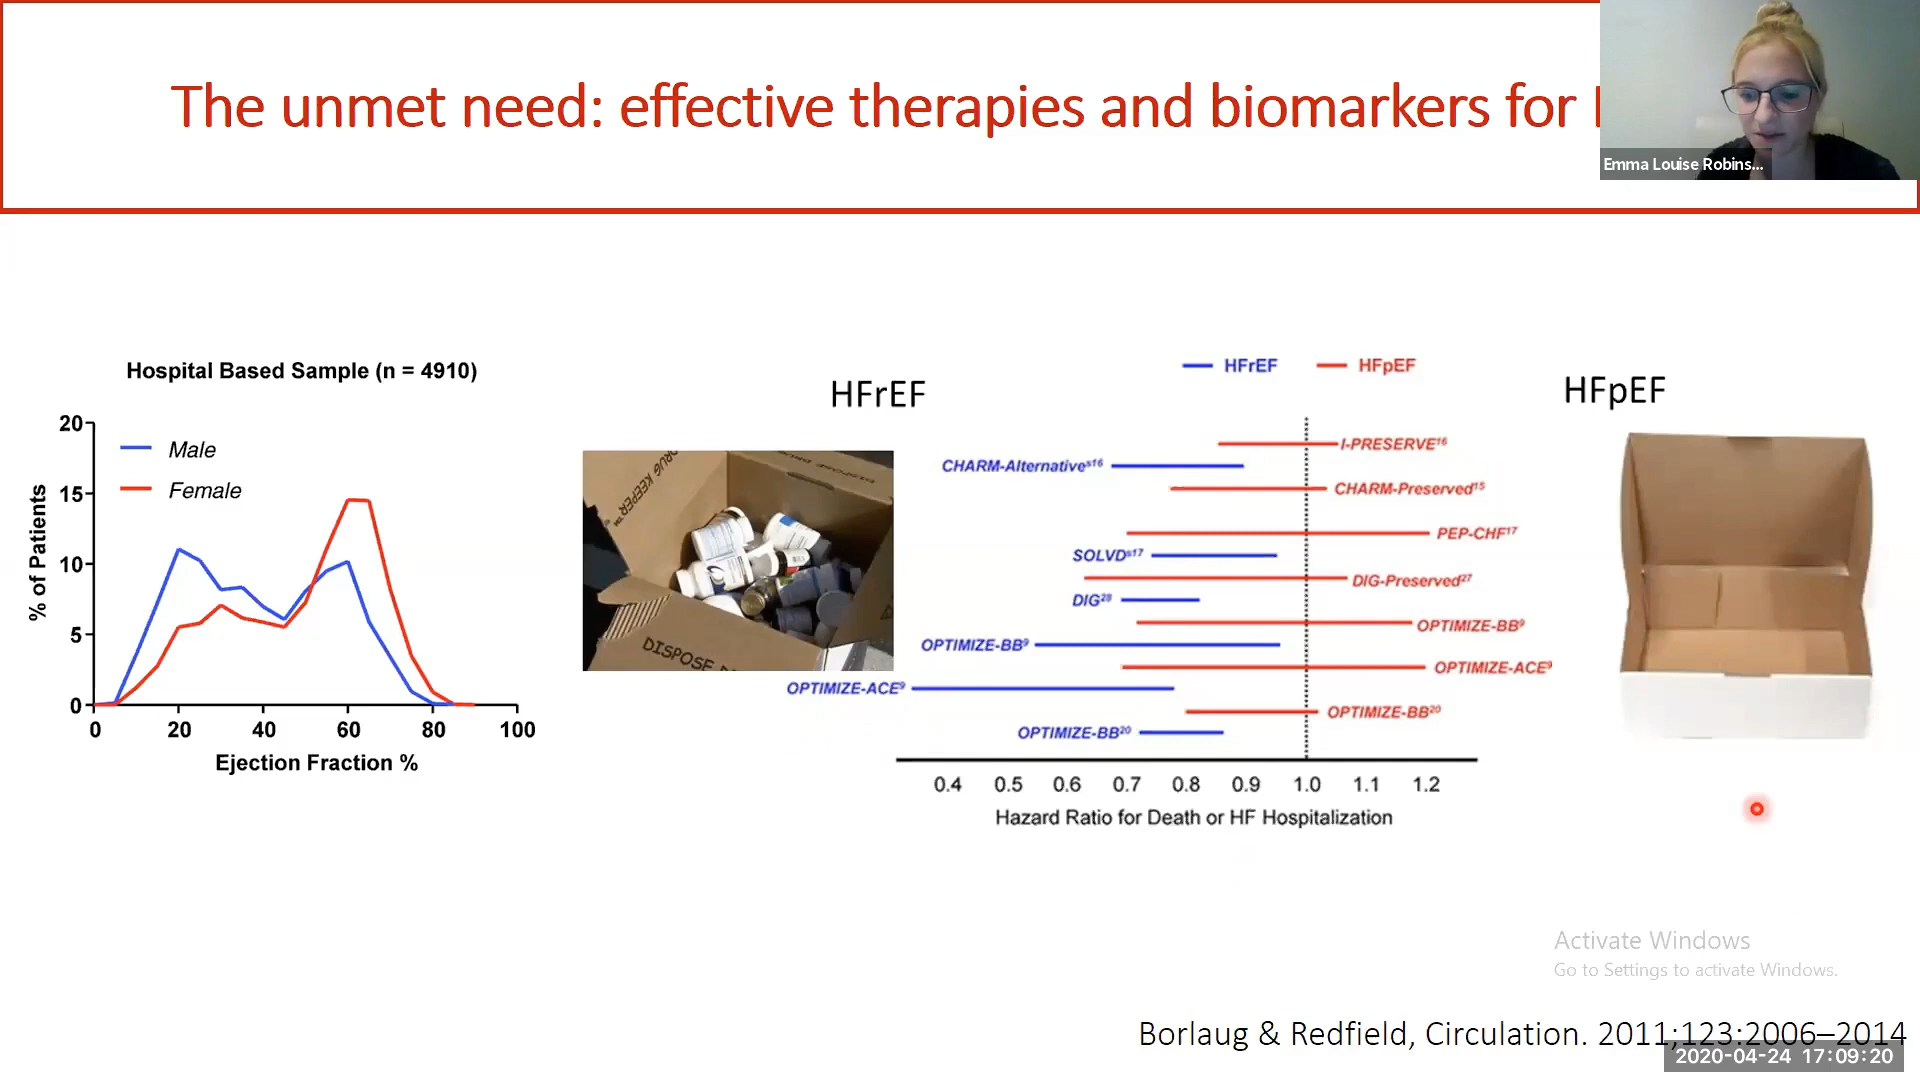 The unmet need: effective therapies and biomarkers for
Emma Louise Robins...
Hospital Based Sample (n = 4910)
Male
Female
% of Patients
20
15
10
5
0
0 20 40 60 80 100
Ejection Fraction %
HFrEF
DRUG KEEPER™
DISPOSE
HFrEF HFpEF
I-PRESERVE¹⁶
CHARM-Alternativeˢ¹⁶
CHARM-Preserved¹⁵
PEP-CHF¹⁷
SOLVDˢ¹⁷
DIG-Preserved²⁷
DIG²⁸
OPTIMIZE-BB⁹
OPTIMIZE-BB⁹
OPTIMIZE-ACE⁹
OPTIMIZE-ACE⁹
OPTIMIZE-BB²⁰
OPTIMIZE-BB²⁰
0.4 0.5 0.6 0.7 0.8 0.9 1.0 1.1 1.2
Hazard Ratio for Death or HF Hospitalization
HFpEF
Activate Windows
Go to Settings to activate Windows.
Borlaug & Redfield, Circulation. 2011;123:2006–2014
2020-04-24 17:09:20